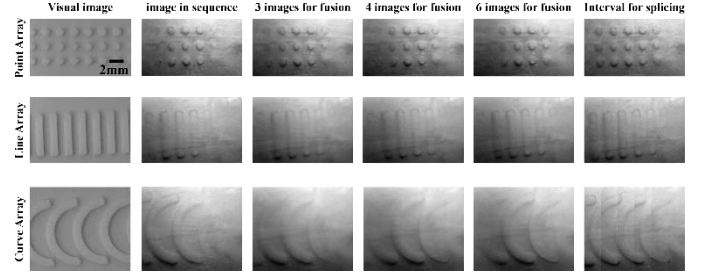 Visual image
image in sequence
3 images for fusion
4 images for fusion
6 images for fusion
Interval for splicing
Point Array
2mm
Line Array
Curve Array